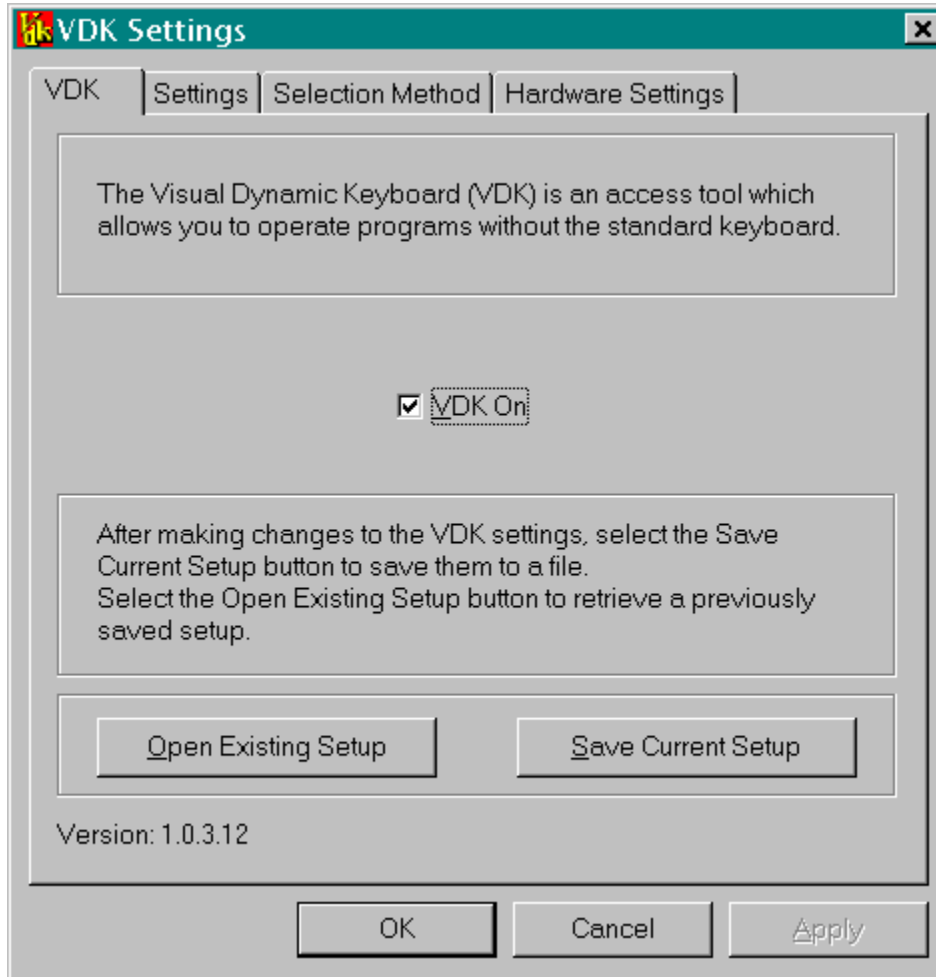 VDK Settings
VDK Settings Selection Method Hardware Settings
The Visual Dynamic Keyboard (VDK) is an access tool which
allows you to operate programs without the standard keyboard.
VDK On
After making changes to the VDK settings, select the Save
Current Setup button to save them to a file.
Select the Open Existing Setup button to retrieve a previously
saved setup.
Open Existing Setup Save Current Setup
Version: 1.0.3.12
OK Cancel Apply